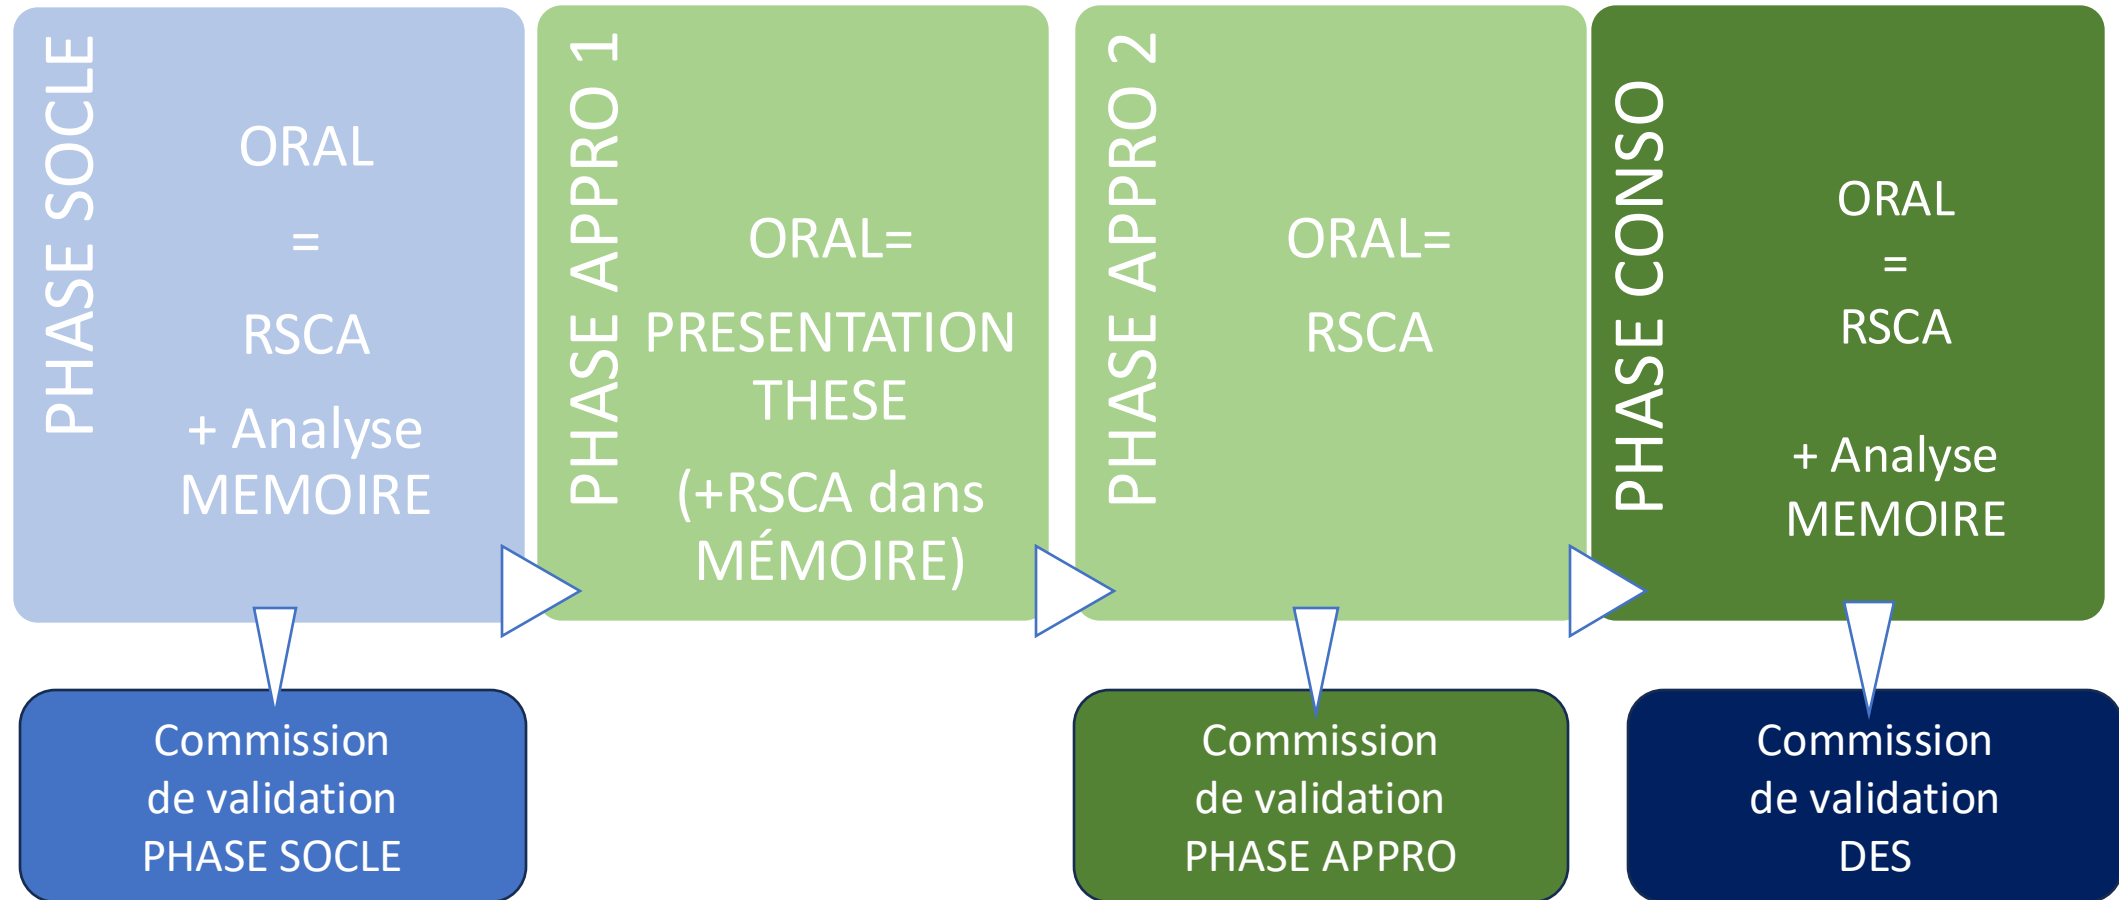 PHASE SOCLE
ORAL
=
RSCA
+ Analyse
MEMOIRE
PHASE APPRO 1
ORAL=
PRESENTATION
THESE
(+RSCA dans
MÉMOIRE)
PHASE APPRO 2
ORAL=
RSCA
PHASE CONSO
ORAL
=
RSCA
+ Analyse
MEMOIRE
Commission
de validation
PHASE SOCLE
Commission
de validation
PHASE APPRO
Commission
de validation
DES